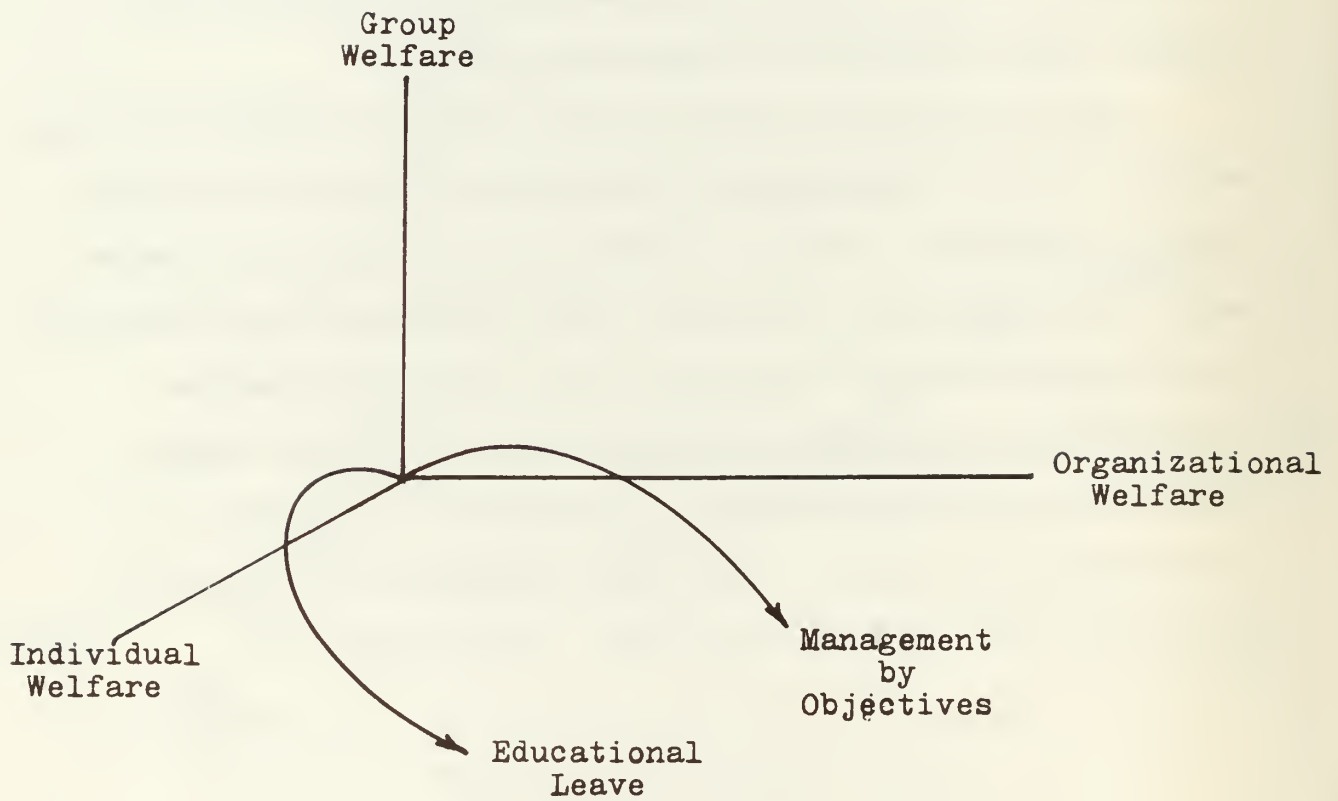 Group
Welfare
Organizational
Welfare
Individual
Welfare
Management
by
Objectives
Educational
Leave